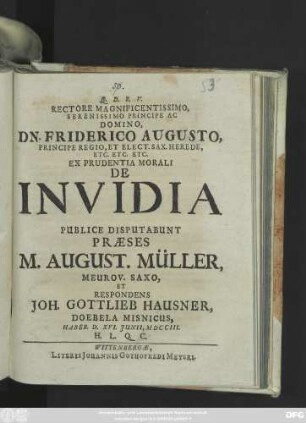 50.
53
Æ. D. R. P.
RECTORE MAGNIFICENTISSIMO,
SERENISSIMO PRINCIPE AC
DOMINO,
DN. FRIDERICO AUGUSTO,
PRINCIPE REGIO, ET ELECT. SAX. HEREDE,
ETC. ETC. ETC.
EX PRUDENTIA MORALI
DE
INVIDIA
PUBLICE DISPUTABUNT
PRÆSES
M. AUGUST. MÜLLER,
MEUROV. SAXO,
ET
RESPONDENS
JOH. GOTTLIEB HAUSNER,
DOEBELA MISNICUS,
HABEB. D. XVI. JUNII, MDCCIII.
H. L. Q. C.
WITTENBERGÆ,
LITERIS JOHANNIS GOTHOFREDI MEYERI.